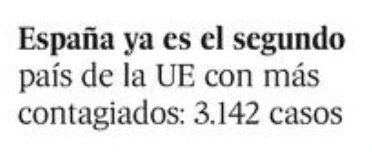 España ya es el segundo
país de la UE con más
contagiados: 3.142 casos